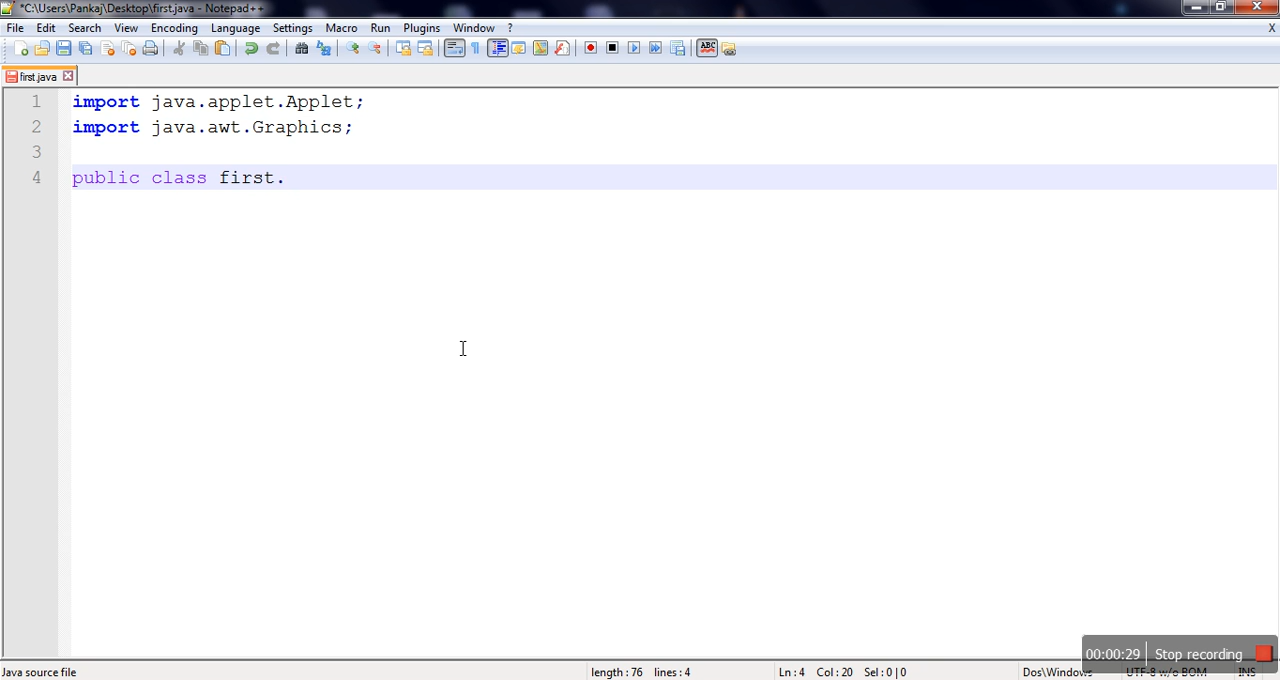 *C:\Users\Pankaj\Desktop\first.java - Notepad++
File Edit Search View Encoding Language Settings Macro Run Plugins Window ? X
ABC
first.java
1 import java.applet.Applet;
2 import java.awt.Graphics;
3
4 public class first.
00:00:29 Stop recording
Java source file length : 76 lines : 4 Ln : 4 Col : 20 Sel : 0 | 0 Dos\Windows UTF-8 w/o BOM INS